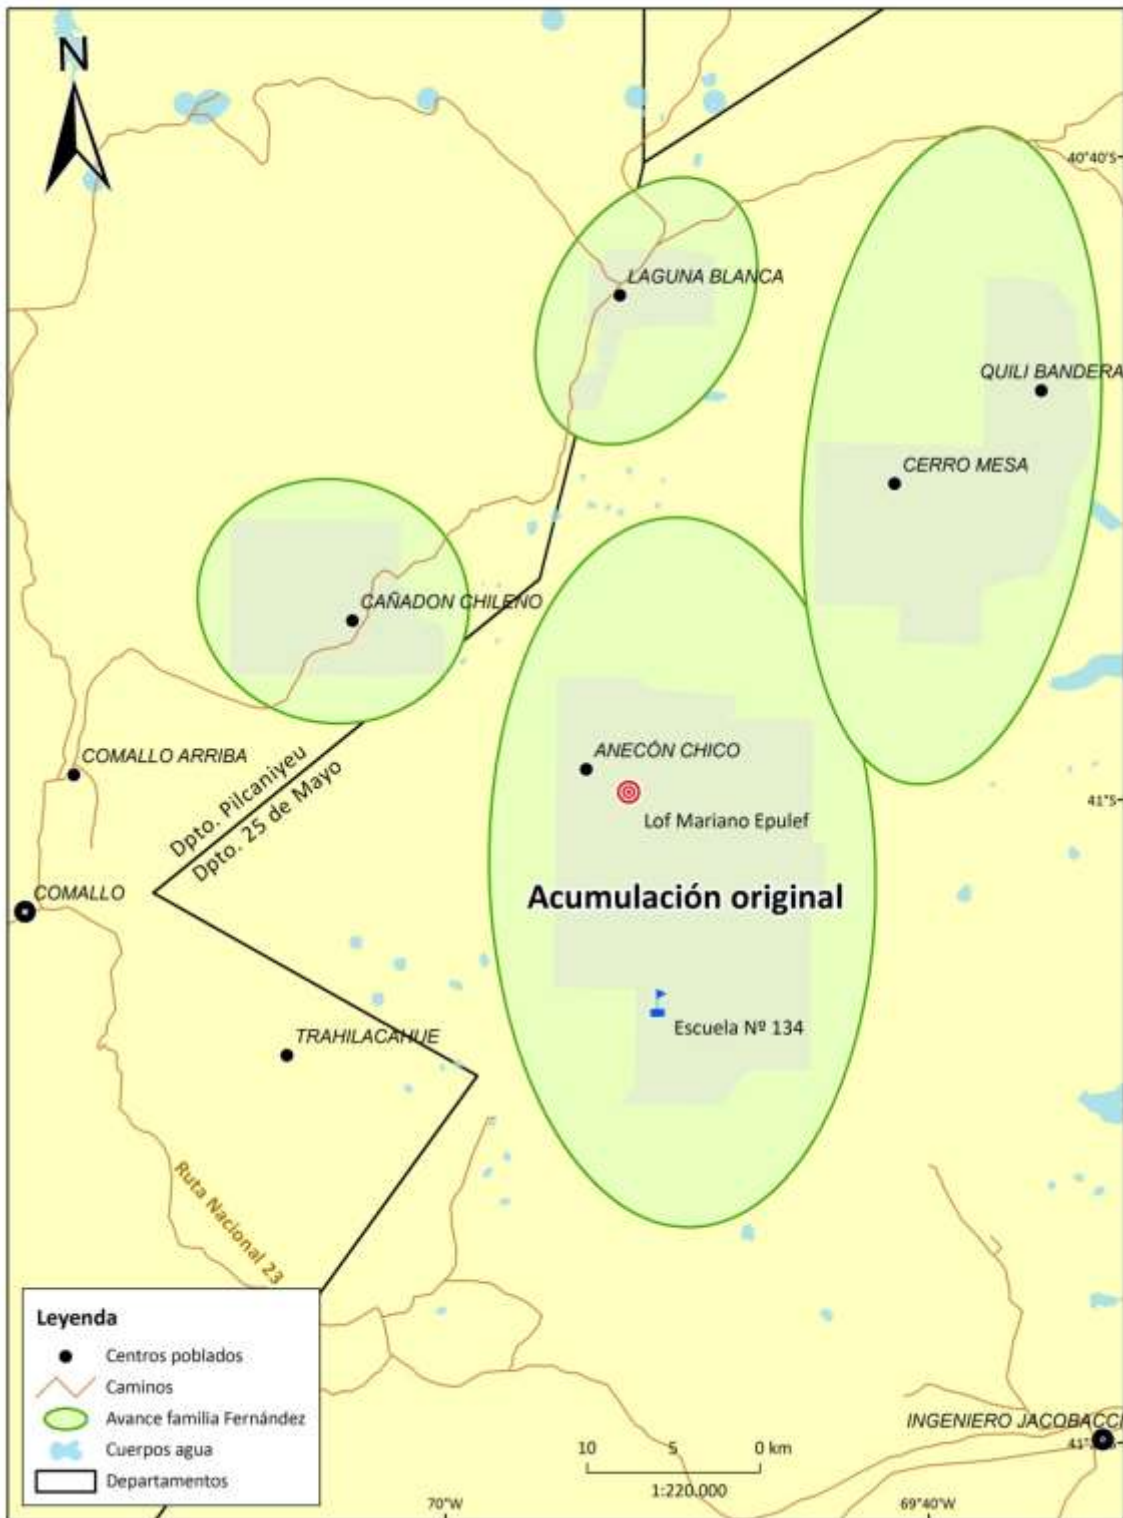 N
40°40'S
LAGUNA BLANCA
QUILI BANDERA
CERRO MESA
CAÑADON CHILENO
COMALLO ARRIBA
ANECÓN CHICO
Dpto. Pilcaniyeu
Dpto. 25 de Mayo
41°S
Lof Mariano Epulef
COMALLO
Acumulación original
Escuela Nº 134
TRAHILACAHUE
Ruta Nacional 23
Leyenda
Centros poblados
Caminos
Avance familia Fernández
Cuerpos agua
Departamentos
INGENIERO JACOBACCI
10 5 0 km
1:220.000
70°W
69°40'W